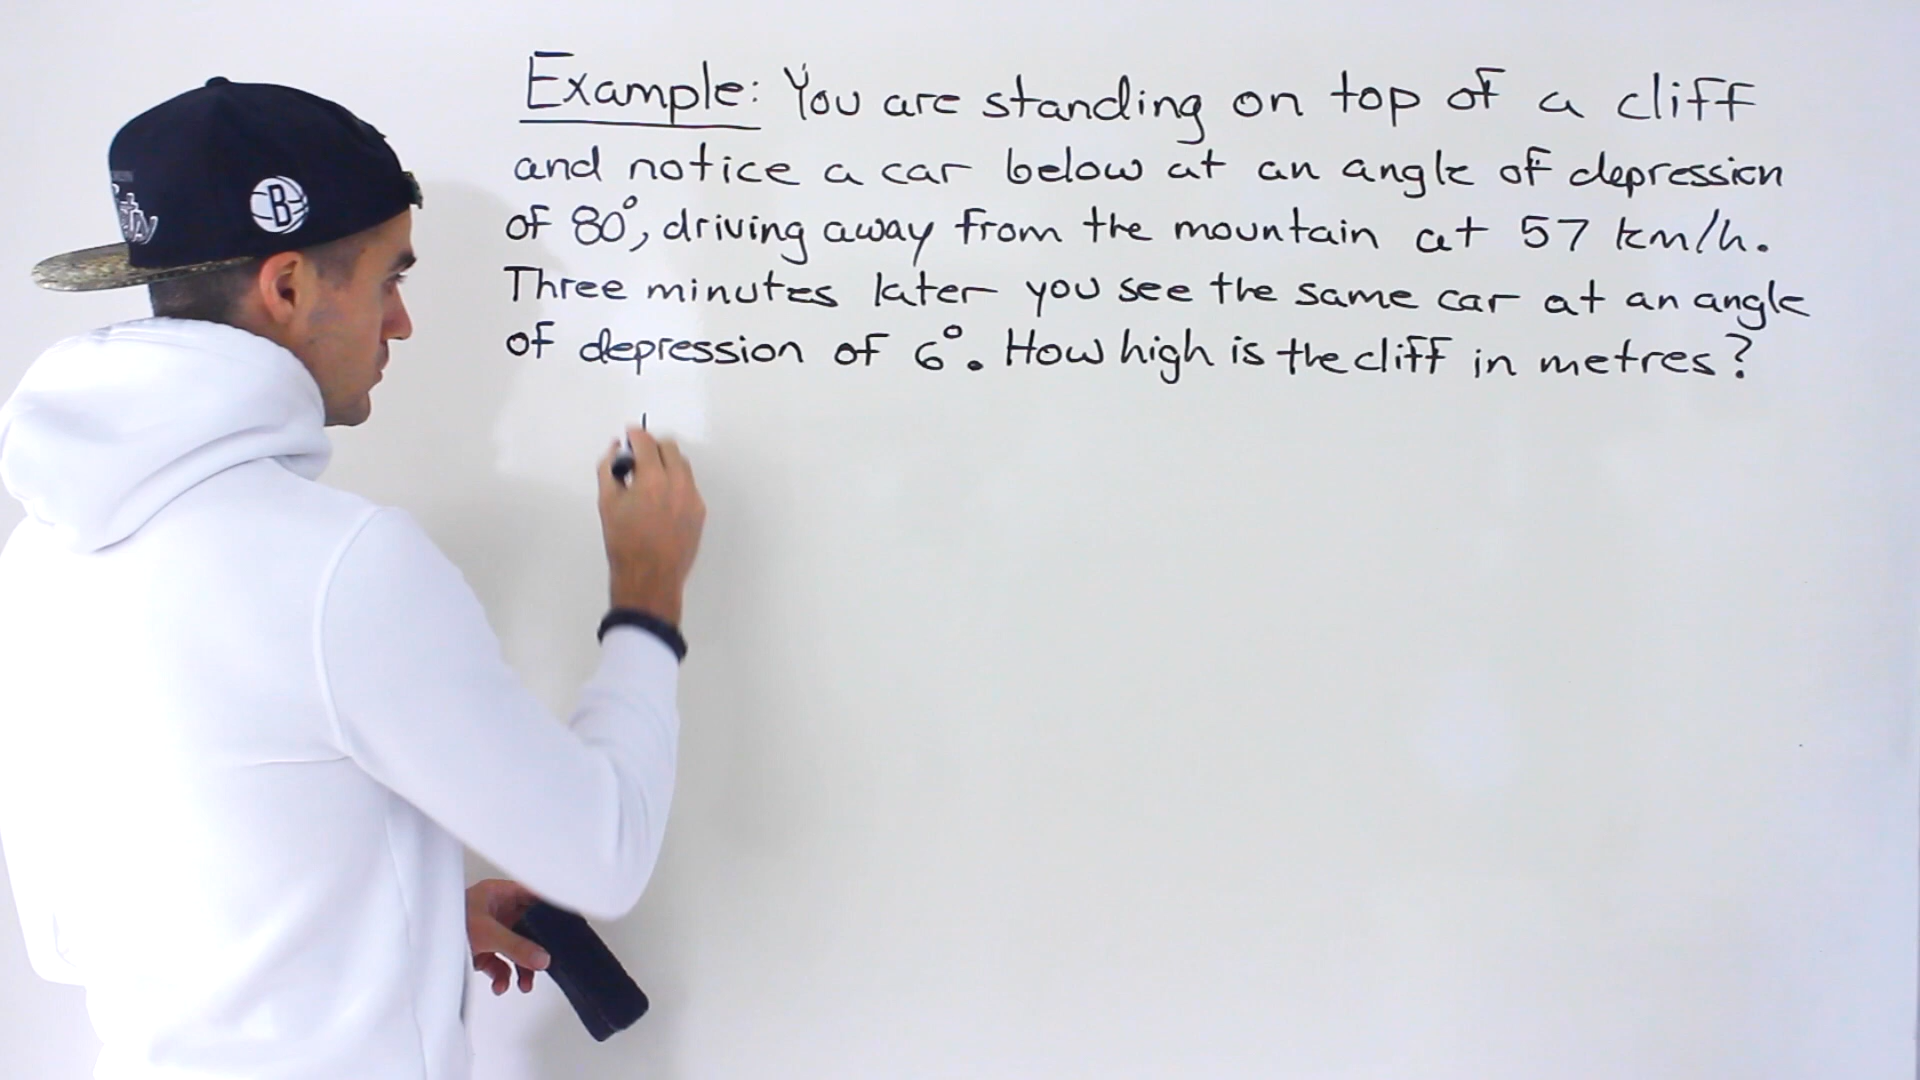 Example: You are standing on top of a cliff
and notice a car below at an angle of depression
of 80°, driving away from the mountain at 57 km/h.
Three minutes later you see the same car at an angle
of depression of 6°. How high is the cliff in metres?
B